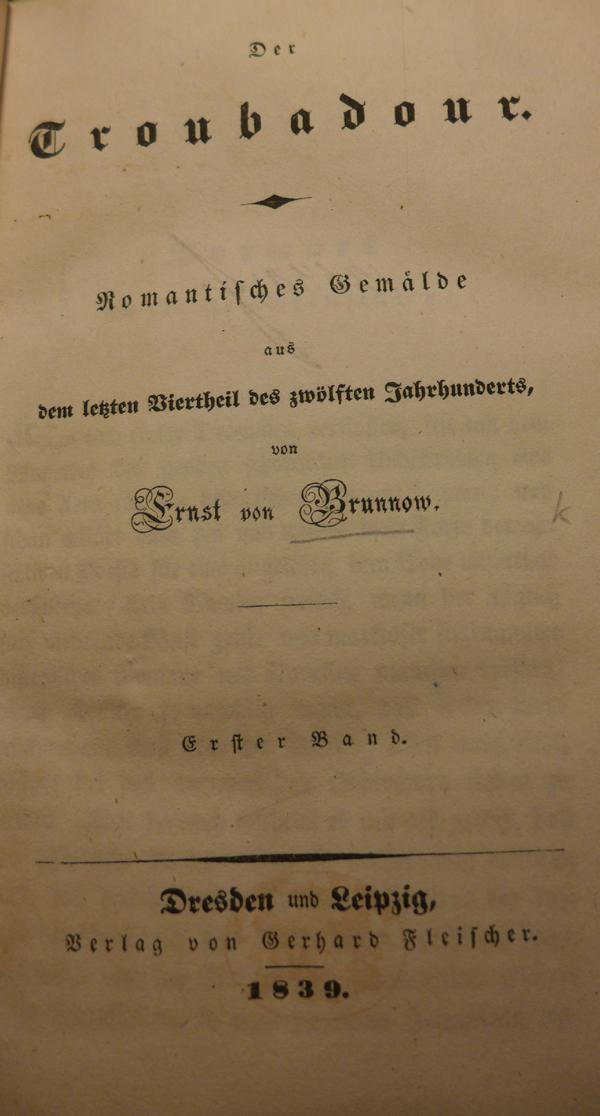 Der
Troubadour.
Romantisches Gemälde
aus
dem letzten Viertheil des zwölften Jahrhunderts,
von
Ernst von Brunnow.
k
Erster Band.
Dresden und Leipzig,
Verlag von Gerhard Fleischer.
1839.